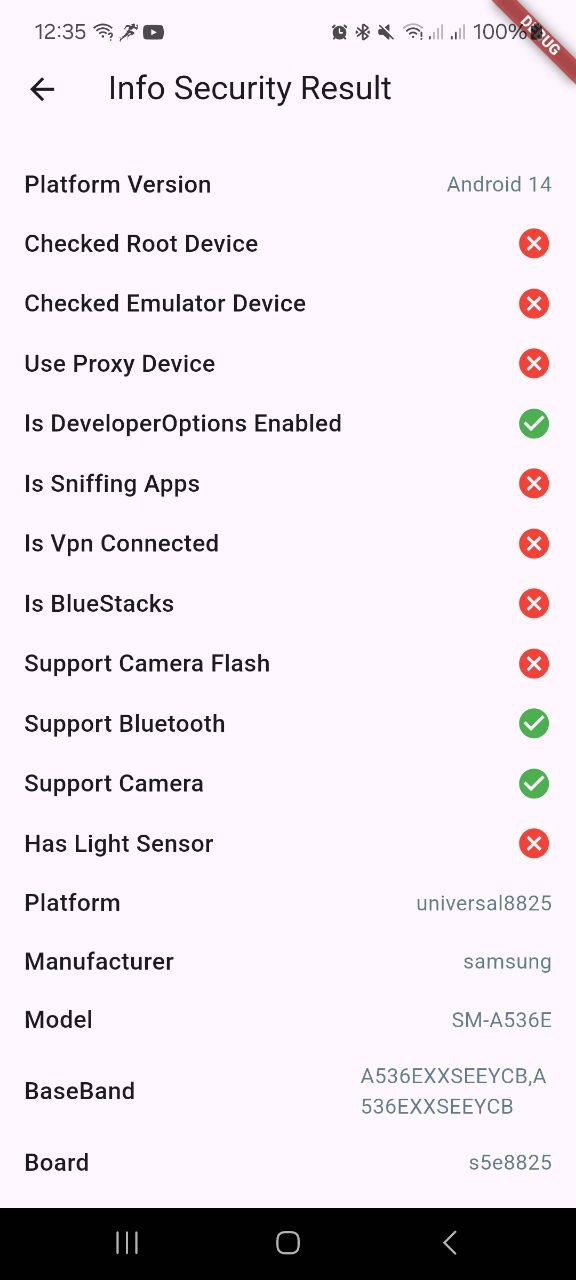 12:35
100%
DEBUG
Info Security Result
Platform Version
Android 14
Checked Root Device
Checked Emulator Device
Use Proxy Device
Is DeveloperOptions Enabled
Is Sniffing Apps
Is Vpn Connected
Is BlueStacks
Support Camera Flash
Support Bluetooth
Support Camera
Has Light Sensor
Platform
universal8825
Manufacturer
samsung
Model
SM-A536E
BaseBand
A536EXXSEEYCB,A
536EXXSEEYCB
Board
s5e8825